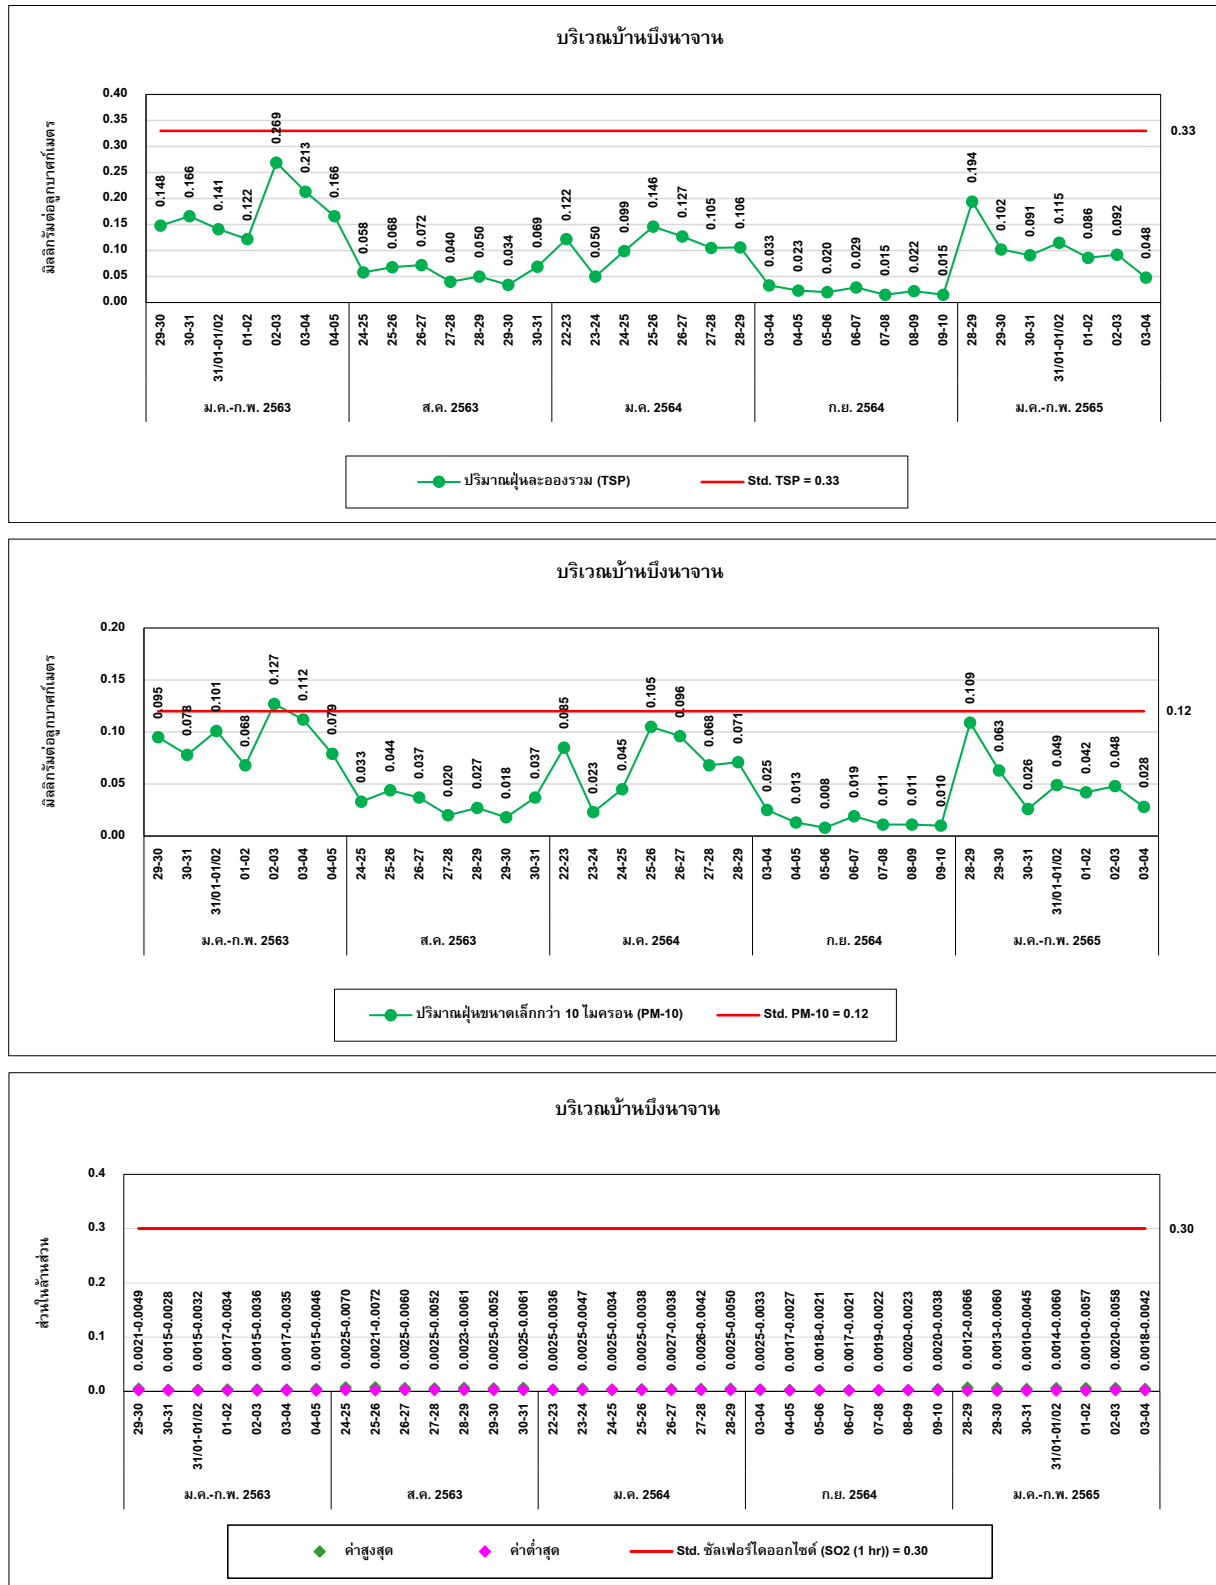 บริเวณบ้านบึงนาจาน
มิลลิกรัมต่อลูกบาศก์เมตร
0.40
0.35
0.30
0.25
0.20
0.15
0.10
0.05
0.00
0.148 0.166 0.141 0.122 0.269 0.213 0.166 0.058 0.068 0.072 0.040 0.050 0.034 0.069 0.122 0.050 0.099 0.146 0.127 0.105 0.106 0.033 0.023 0.020 0.029 0.015 0.022 0.015 0.194 0.102 0.091 0.115 0.086 0.092 0.048
0.33
29-30 30-31 31/01-01/02 01-02 02-03 03-04 04-05 24-25 25-26 26-27 27-28 28-29 29-30 30-31 22-23 23-24 24-25 25-26 26-27 27-28 28-29 03-04 04-05 05-06 06-07 07-08 08-09 09-10 28-29 29-30 30-31 31/01-01/02 01-02 02-03 03-04
ม.ค.-ก.พ. 2563 ส.ค. 2563 ม.ค. 2564 ก.ย. 2564 ม.ค.-ก.พ. 2565
ปริมาณฝุ่นละอองรวม (TSP) Std. TSP = 0.33
บริเวณบ้านบึงนาจาน
มิลลิกรัมต่อลูกบาศก์เมตร
0.20
0.15
0.10
0.05
0.00
0.095 0.078 0.101 0.068 0.127 0.112 0.079 0.033 0.044 0.037 0.020 0.027 0.018 0.037 0.085 0.023 0.045 0.105 0.096 0.068 0.071 0.025 0.013 0.008 0.019 0.011 0.011 0.010 0.109 0.063 0.026 0.049 0.042 0.048 0.028
0.12
29-30 30-31 31/01-01/02 01-02 02-03 03-04 04-05 24-25 25-26 26-27 27-28 28-29 29-30 30-31 22-23 23-24 24-25 25-26 26-27 27-28 28-29 03-04 04-05 05-06 06-07 07-08 08-09 09-10 28-29 29-30 30-31 31/01-01/02 01-02 02-03 03-04
ม.ค.-ก.พ. 2563 ส.ค. 2563 ม.ค. 2564 ก.ย. 2564 ม.ค.-ก.พ. 2565
ปริมาณฝุ่นขนาดเล็กกว่า 10 ไมครอน (PM-10) Std. PM-10 = 0.12
บริเวณบ้านบึงนาจาน
ส่วนในล้านส่วน
0.4
0.3
0.2
0.1
0.0
0.30
0.0021-0.0049 0.0015-0.0028 0.0015-0.0032 0.0017-0.0034 0.0015-0.0036 0.0017-0.0035 0.0015-0.0046 0.0025-0.0070 0.0021-0.0072 0.0025-0.0060 0.0025-0.0052 0.0023-0.0061 0.0025-0.0052 0.0025-0.0061 0.0022-0.0036 0.0025-0.0047 0.0025-0.0034 0.0025-0.0038 0.0027-0.0038 0.0026-0.0042 0.0025-0.0050 0.0025-0.0033 0.0017-0.0027 0.0018-0.0021 0.0017-0.0021 0.0019-0.0022 0.0020-0.0023 0.0020-0.0038 0.0012-0.0066 0.0013-0.0060 0.0010-0.0045 0.0014-0.0060 0.0010-0.0057 0.0020-0.0058 0.0018-0.0042
29-30 30-31 31/01-01/02 01-02 02-03 03-04 04-05 24-25 25-26 26-27 27-28 28-29 29-30 30-31 22-23 23-24 24-25 25-26 26-27 27-28 28-29 03-04 04-05 05-06 06-07 07-08 08-09 09-10 28-29 29-30 30-31 31/01-01/02 01-02 02-03 03-04
ม.ค.-ก.พ. 2563 ส.ค. 2563 ม.ค. 2564 ก.ย. 2564 ม.ค.-ก.พ. 2565
ค่าสูงสุด ค่าต่ำสุด Std. ซัลเฟอร์ไดออกไซด์ (SO2 (1 hr)) = 0.30